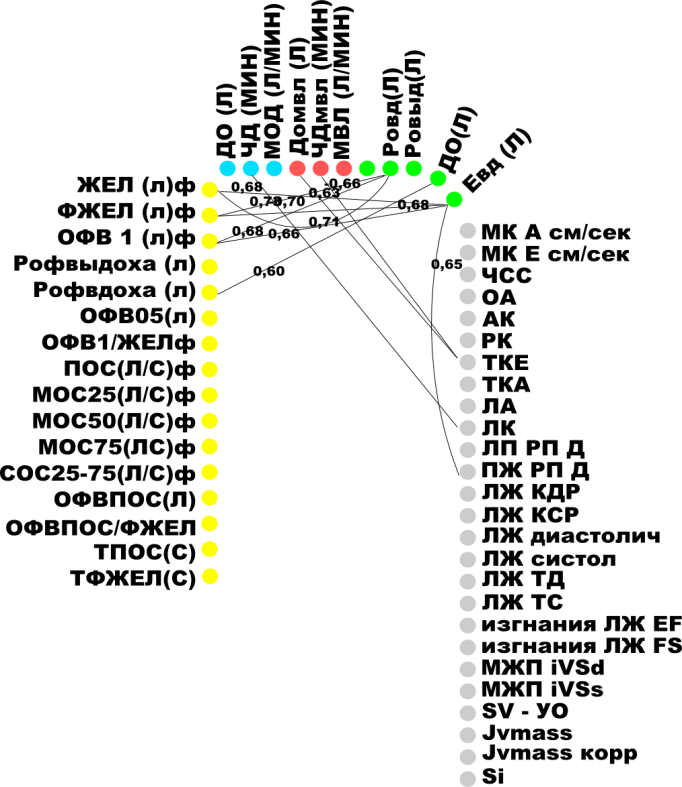 ДО (Л)
ЧД (МИН)
МОД (Л/МИН)
Домвл (Л)
ЧДмвл (МИН)
МВЛ (Л/МИН)
Ровд(Л)
Ровыд(Л)
ДО(Л)
Евд (Л)
ЖЕЛ (л)ф
ФЖЕЛ (л)ф
ОФВ 1 (л)ф
Рофвыдоха (л)
Рофвдоха (л)
ОФВ05(л)
ОФВ1/ЖЕЛф
ПОС(Л/С)ф
МОС25(Л/С)ф
МОС50(Л/С)ф
МОС75(ЛС)ф
СОС25-75(Л/С)ф
ОФВПОС(Л)
ОФВПОС/ФЖЕЛ
ТПОС(С)
ТФЖЕЛ(С)
0,68
-0,66
0,63
-0,70
0,68
0,71
0,68
0,66
0,65
0,60
МК А см/сек
МК Е см/сек
ЧСС
ОА
АК
РК
ТКЕ
ТКА
ЛА
ЛК
ЛП РП Д
ПЖ РП Д
ЛЖ КДР
ЛЖ КСР
ЛЖ диастолич
ЛЖ систол
ЛЖ ТД
ЛЖ ТС
изгнания ЛЖ EF
изгнания ЛЖ FS
МЖП iVSd
МЖП iVSs
SV - УО
Jvmass
Jvmass корр
Si